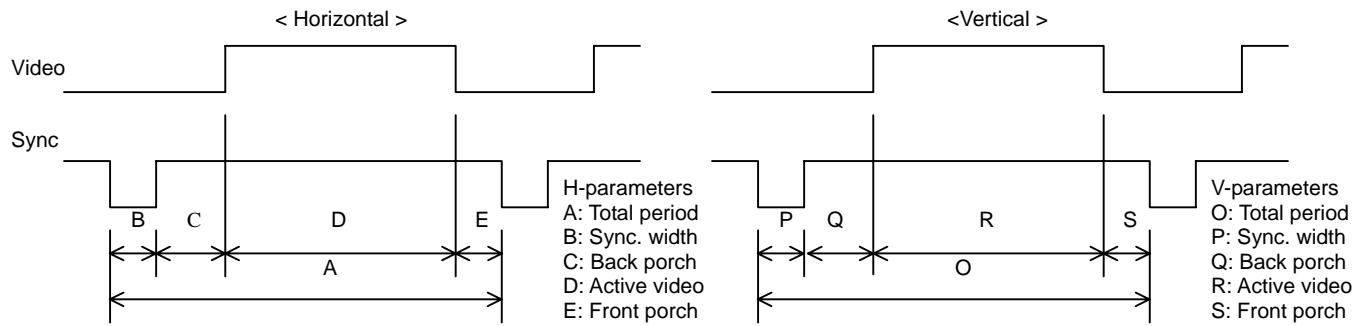 < Horizontal >
<Vertical >
Video
Sync
B
C
D
E
A
H-parameters
A: Total period
B: Sync. width
C: Back porch
D: Active video
E: Front porch
P
Q
R
S
O
V-parameters
O: Total period
P: Sync. width
Q: Back porch
R: Active video
S: Front porch